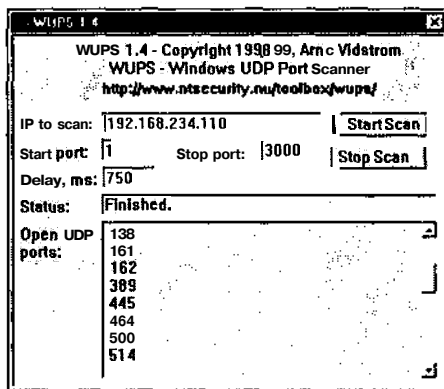 WUPS 1.4
WUPS 1.4 - Copyright 1998 99, Arne Vidstrom
WUPS - Windows UDP Port Scanner
http://www.ntsecurity.nu/toolbox/wups/
IP to scan: 192.168.234.110 Start Scan
Start port: 1 Stop port: 3000 Stop Scan
Delay, ms: 750
Status: Finished.
Open UDP ports:
138
161
162
389
445
464
500
514